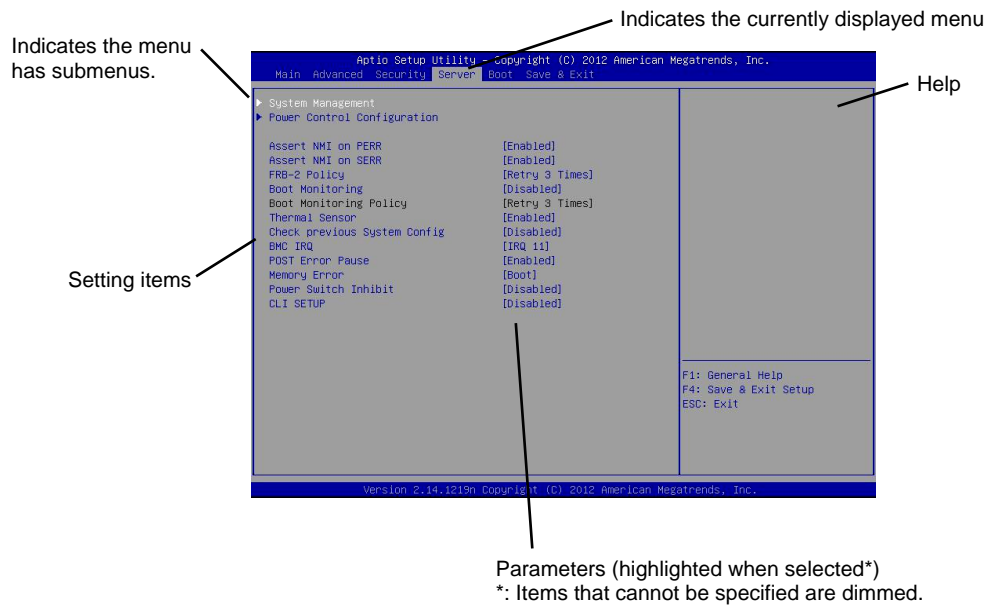 Indicates the currently displayed menu
Indicates the menu
has submenus.
Aptio Setup Utility – Copyright (C) 2012 American Megatrends, Inc.
Main Advanced Security Server Boot Save & Exit
Help
System Management
Power Control Configuration
Assert NMI on PERR [Enabled]
Assert NMI on SERR [Enabled]
FRB-2 Policy [Retry 3 Times]
Boot Monitoring [Disabled]
Boot Monitoring Policy [Retry 3 Times]
Thermal Sensor [Enabled]
Check previous System Config [Disabled]
BMC IRQ [IRQ 11]
POST Error Pause [Enabled]
Memory Error [Boot]
Power Switch Inhibit [Disabled]
CLI SETUP [Disabled]
Setting items
F1: General Help
F4: Save & Exit Setup
ESC: Exit
Version 2.14.1219n Copyright (C) 2012 American Megatrends, Inc.
Parameters (highlighted when selected*)
*: Items that cannot be specified are dimmed.